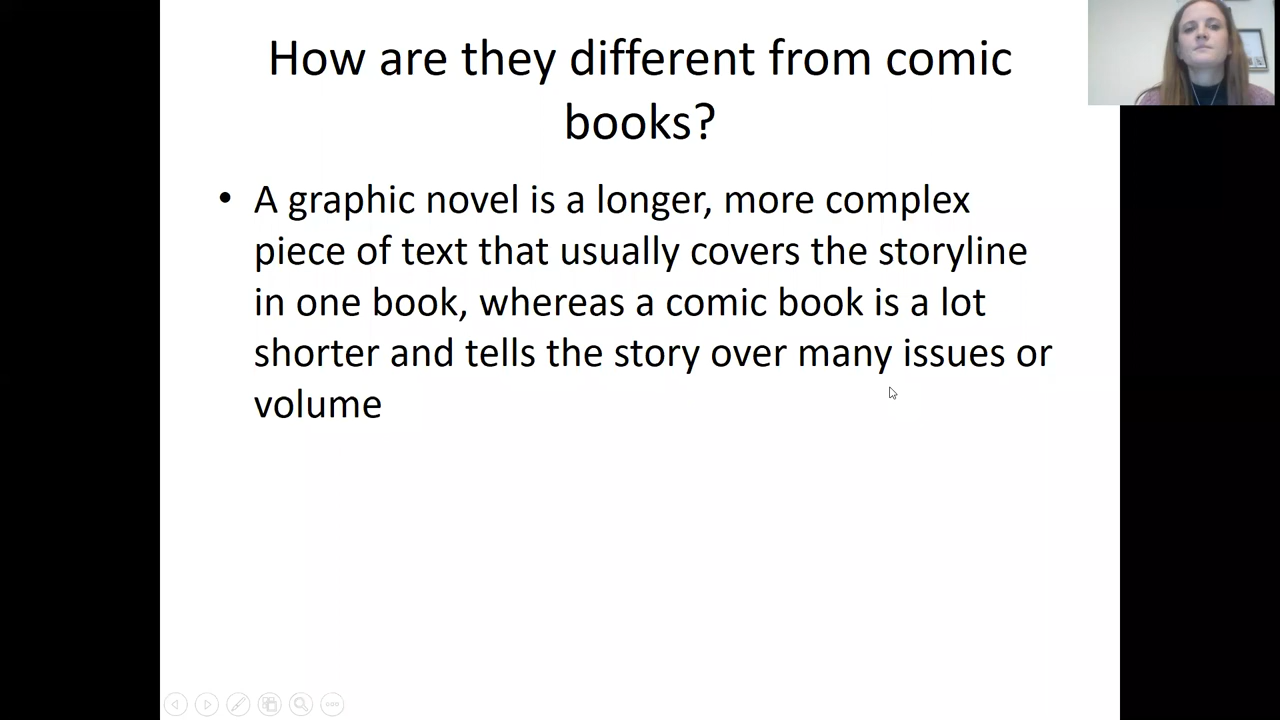 How are they different from comic
books?
• A graphic novel is a longer, more complex
piece of text that usually covers the storyline
in one book, whereas a comic book is a lot
shorter and tells the story over many issues or
volume